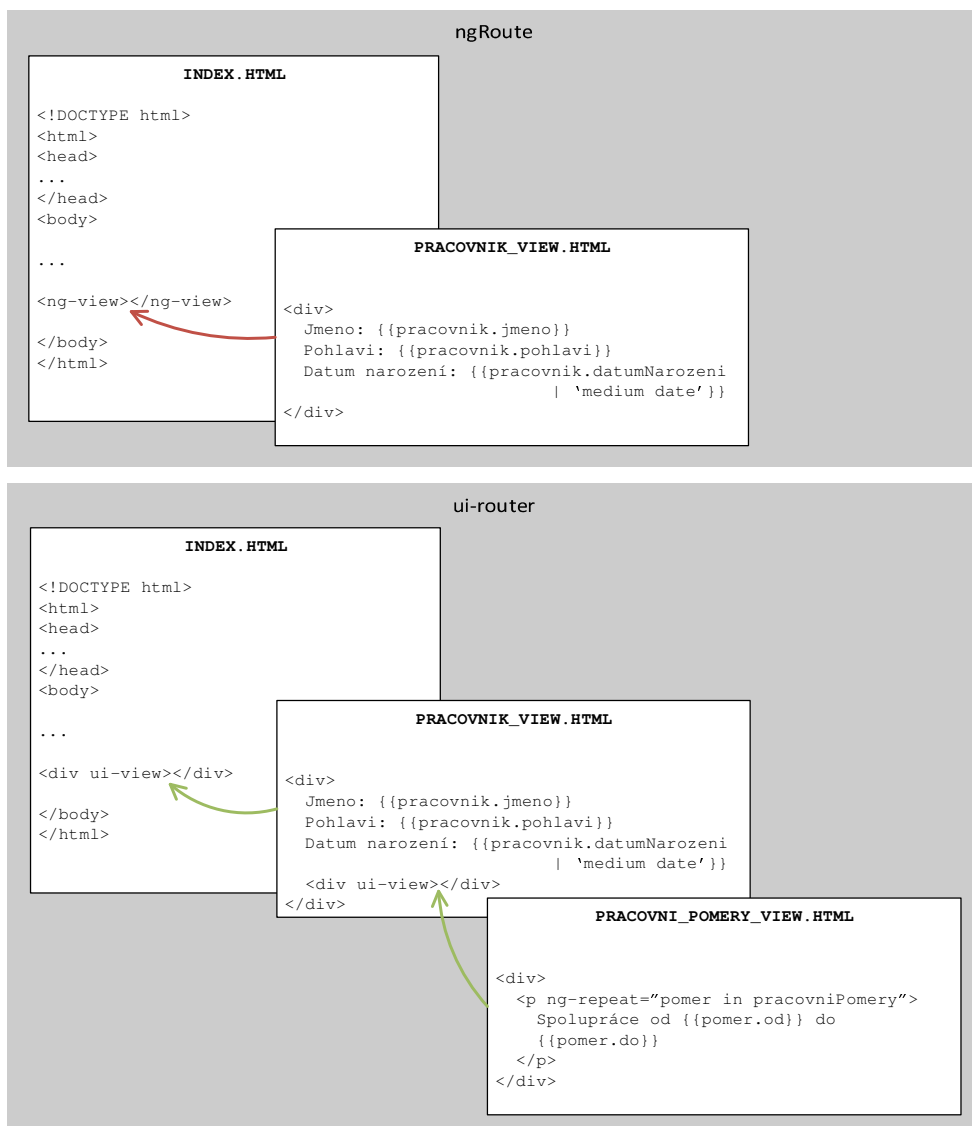 ngRoute
INDEX.HTML
<!DOCTYPE html>
<html>
<head>
...
</head>
<body>
...
<ng-view></ng-view>
</body>
</html>
PRACOVNIK_VIEW.HTML
<div>
Jmeno: {{pracovnik.jmeno}}
Pohlavi: {{pracovnik.pohlavi}}
Datum narození: {{pracovnik.datumNarozeni
| ‘medium date’}}
</div>
ui-router
INDEX.HTML
<!DOCTYPE html>
<html>
<head>
...
</head>
<body>
...
<div ui-view></div>
</body>
</html>
PRACOVNIK_VIEW.HTML
<div>
Jmeno: {{pracovnik.jmeno}}
Pohlavi: {{pracovnik.pohlavi}}
Datum narození: {{pracovnik.datumNarozeni
| ‘medium date’}}
<div ui-view></div>
</div>
PRACOVNI_POMERY_VIEW.HTML
<div>
<p ng-repeat=”pomer in pracovniPomery”>
Spolupráce od {{pomer.od}} do
{{pomer.do}}
</p>
</div>